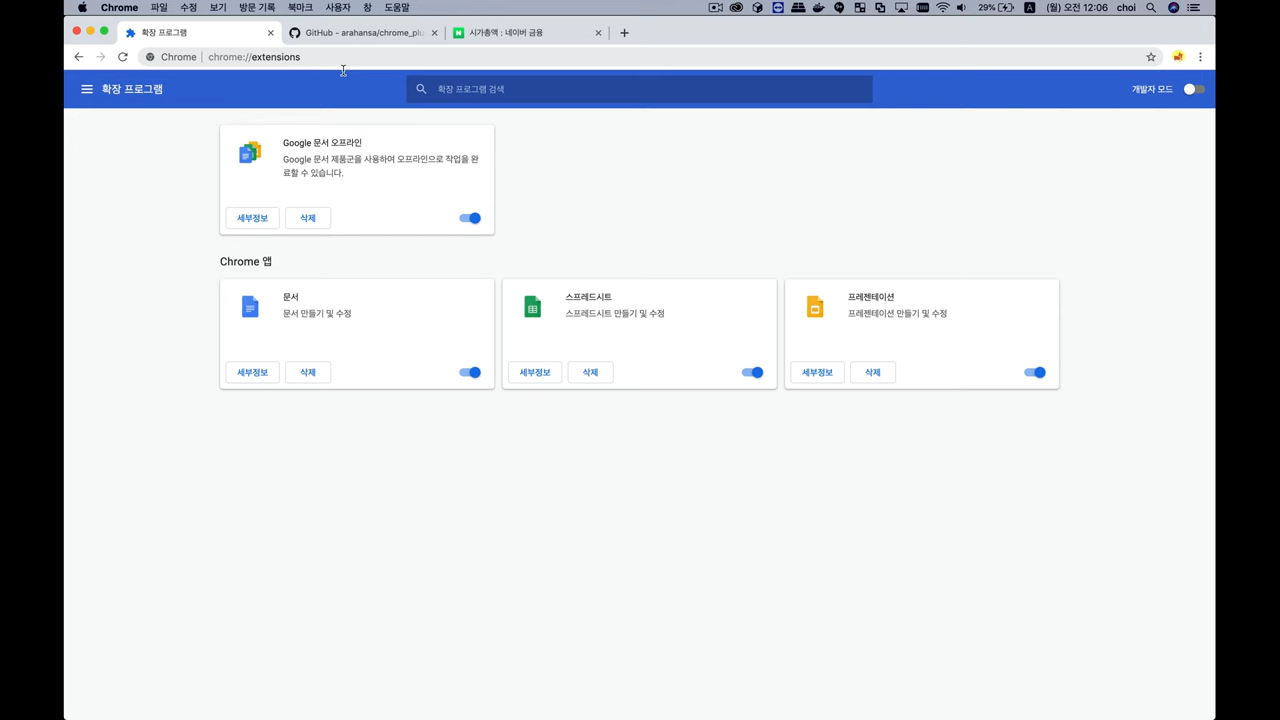 Chrome 파일 수정 보기 방문 기록 북마크 사용자 창 도움말 29% A (월) 오전 12:06 choi
확장 프로그램 GitHub - arahansa/chrome_plu 시가총액 : 네이버 금융
Chrome chrome://extensions
확장 프로그램 확장 프로그램 검색 개발자 모드
Google 문서 오프라인
Google 문서 제품군을 사용하여 오프라인으로 작업을 완
료할 수 있습니다.
세부정보 삭제
Chrome 앱
문서 스프레드시트 프레젠테이션
문서 만들기 및 수정 스프레드시트 만들기 및 수정 프레젠테이션 만들기 및 수정
세부정보 삭제 세부정보 삭제 세부정보 삭제